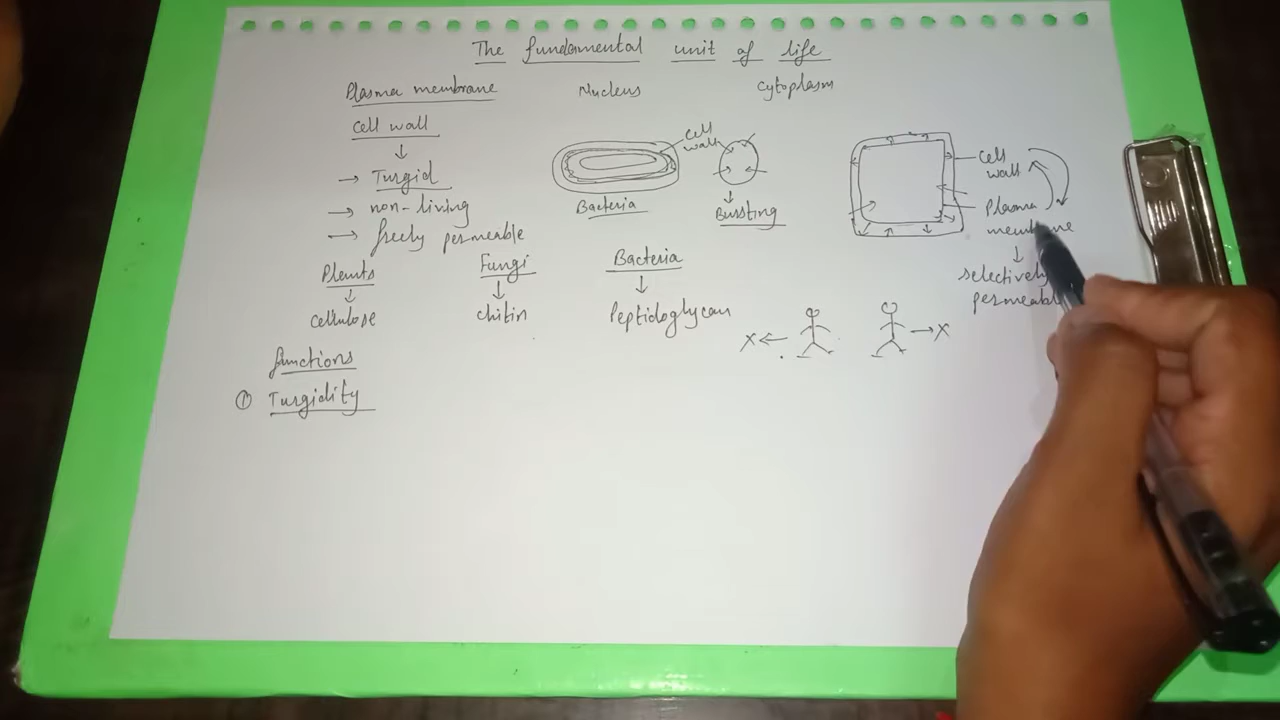 The fundamental unit of life
Plasma membrane Nucleus Cytoplasm
Cell wall
→ Turgid
→ non-living
→ freely permeable
Cell wall
Bacteria
Bursting
Cell wall
Plasma membrane
selectively permeable
Plants Fungi Bacteria
Cellulose chitin Peptidoglycan
X X
functions
① Turgidity